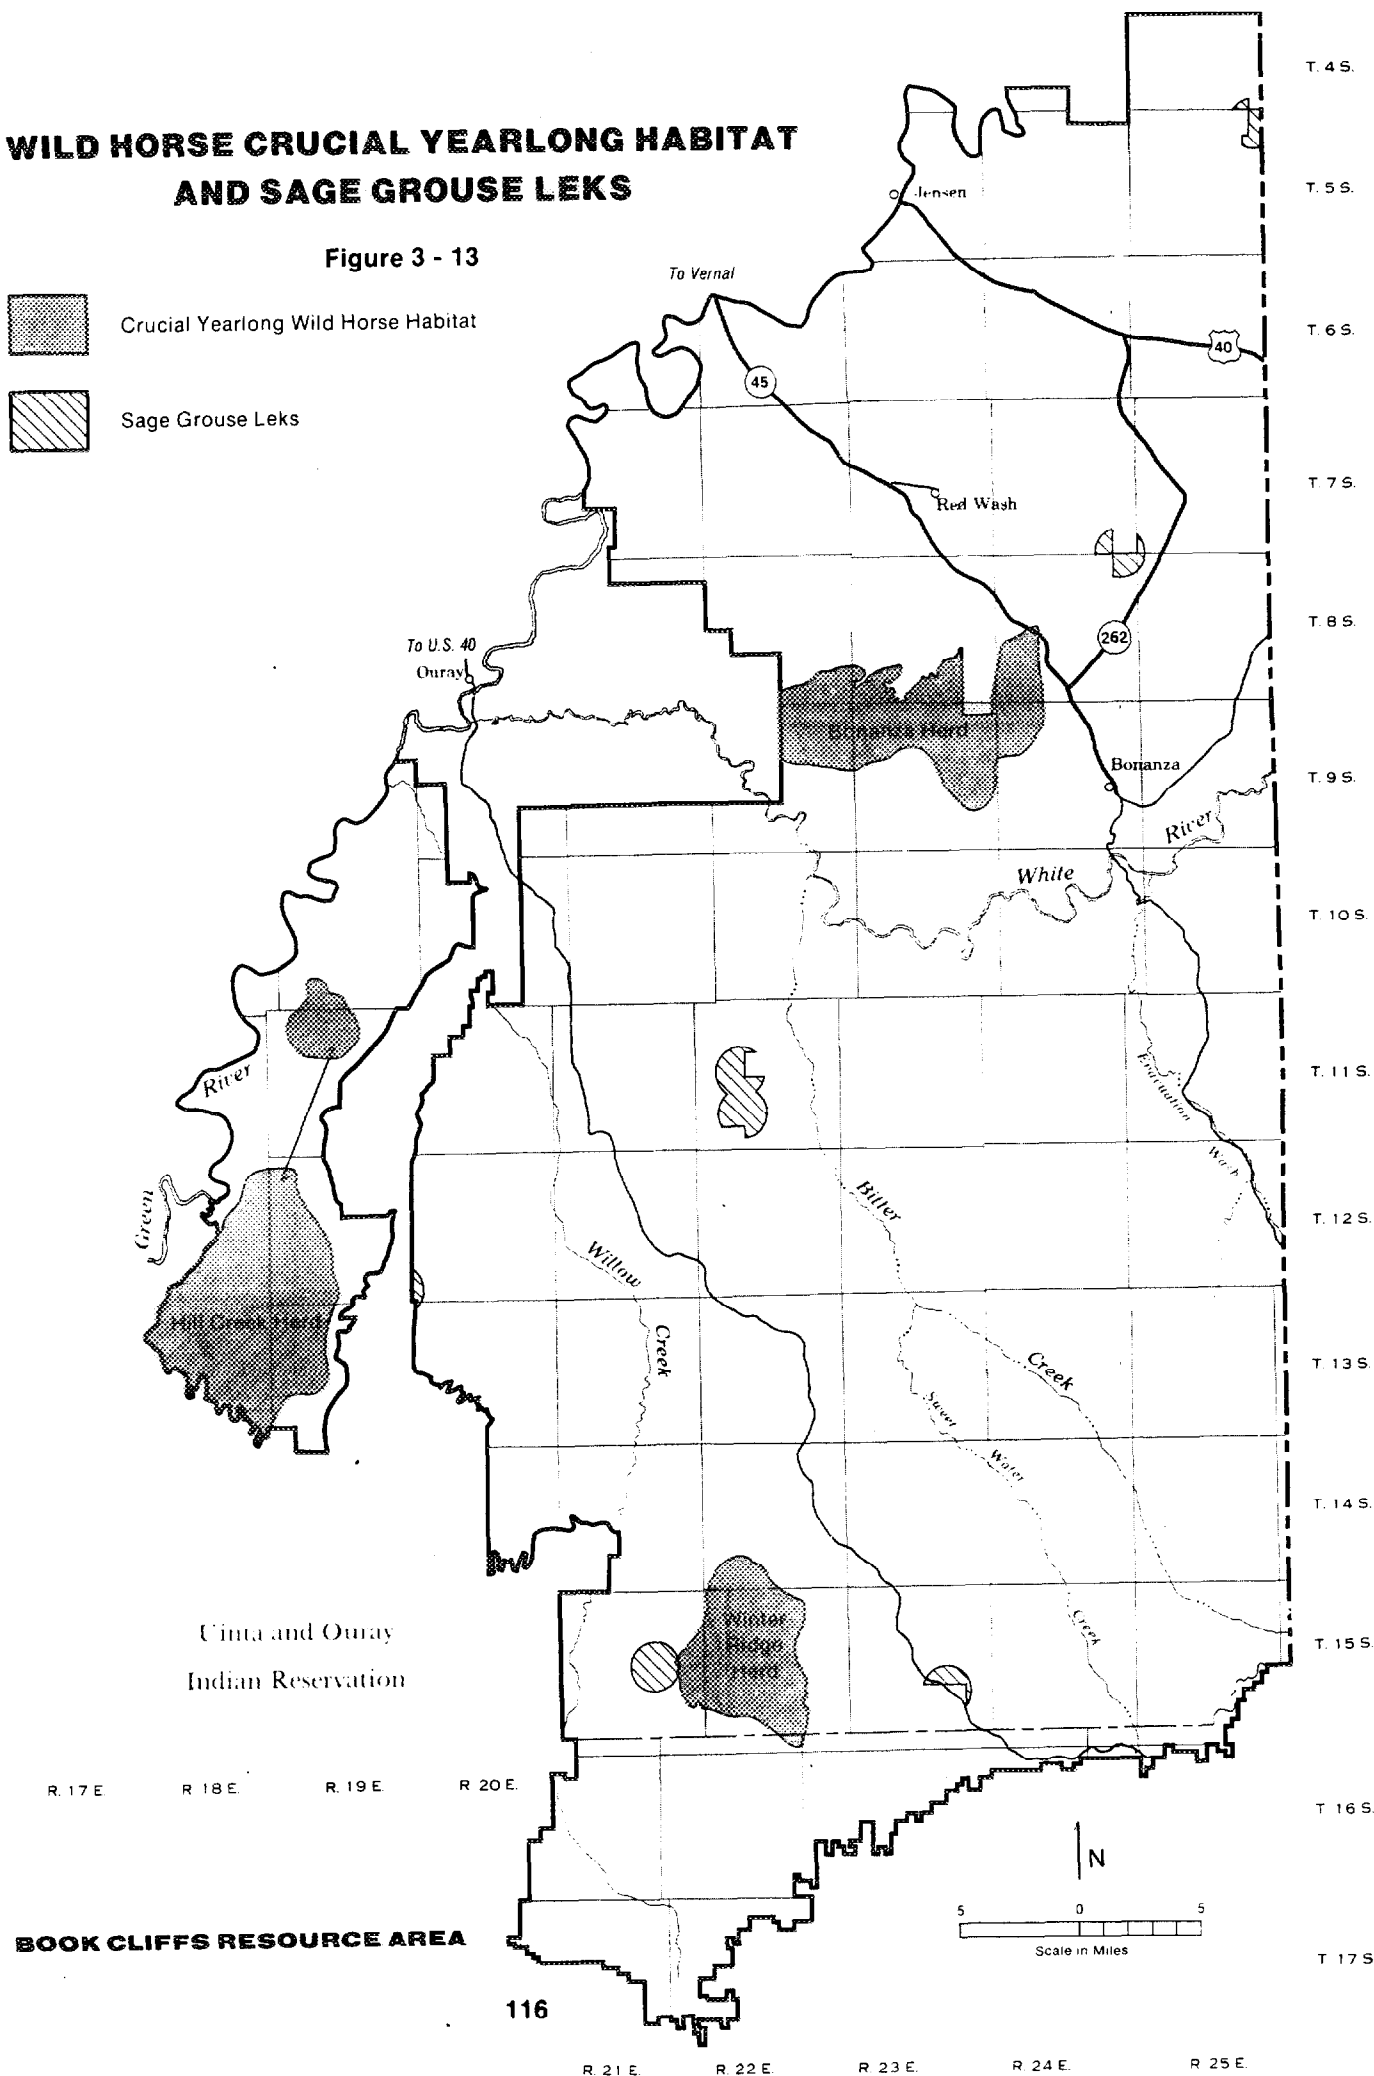 WILD HORSE CRUCIAL YEARLONG HABITAT
AND SAGE GROUSE LEKS
Figure 3 - 13
Crucial Yearlong Wild Horse Habitat
Sage Grouse Leks
T. 4 S.
T. 5 S.
Jensen
To Vernal
T. 6 S.
40
45
T. 7 S.
Red Wash
T. 8 S.
262
To U.S. 40
Ouray
Bonanza Herd
Bonanza
T. 9 S.
River
White
T. 10 S.
River
T. 11 S.
Evacuation
Wash
Green
Bitter
T. 12 S.
Willow
Creek
Hill Creek Herd
Creek
T. 13 S.
Sweet
Water
T. 14 S.
Creek
Winter
Ridge
Herd
Uinta and Ouray
Indian Reservation
T. 15 S.
R. 17 E.
R 18 E.
R. 19 E.
R 20 E.
T 16 S.
N
5 0 5
Scale in Miles
BOOK CLIFFS RESOURCE AREA
T 17 S
116
R. 21 E.
R. 22 E.
R. 23 E.
R. 24 E.
R. 25 E.